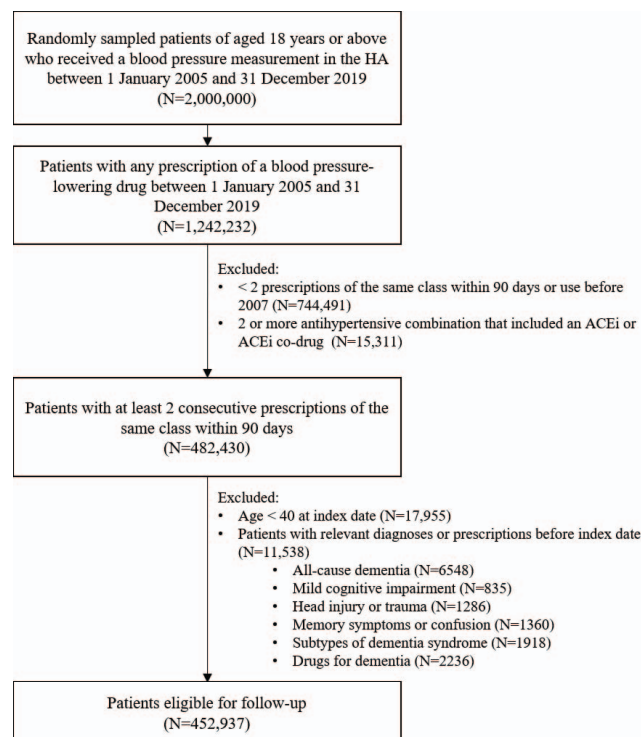 Randomly sampled patients of aged 18 years or above
who received a blood pressure measurement in the HA
between 1 January 2005 and 31 December 2019
(N=2,000,000)
Patients with any prescription of a blood pressure-
lowering drug between 1 January 2005 and 31
December 2019
(N=1,242,232)
Excluded:
• < 2 prescriptions of the same class within 90 days or use before
2007 (N=744,491)
• 2 or more antihypertensive combination that included an ACEi or
ACEi co-drug (N=15,311)
Patients with at least 2 consecutive prescriptions of the
same class within 90 days
(N=482,430)
Excluded:
• Age < 40 at index date (N=17,955)
• Patients with relevant diagnoses or prescriptions before index date
(N=11,538)
• All-cause dementia (N=6548)
• Mild cognitive impairment (N=835)
• Head injury or trauma (N=1286)
• Memory symptoms or confusion (N=1360)
• Subtypes of dementia syndrome (N=1918)
• Drugs for dementia (N=2236)
Patients eligible for follow-up
(N=452,937)